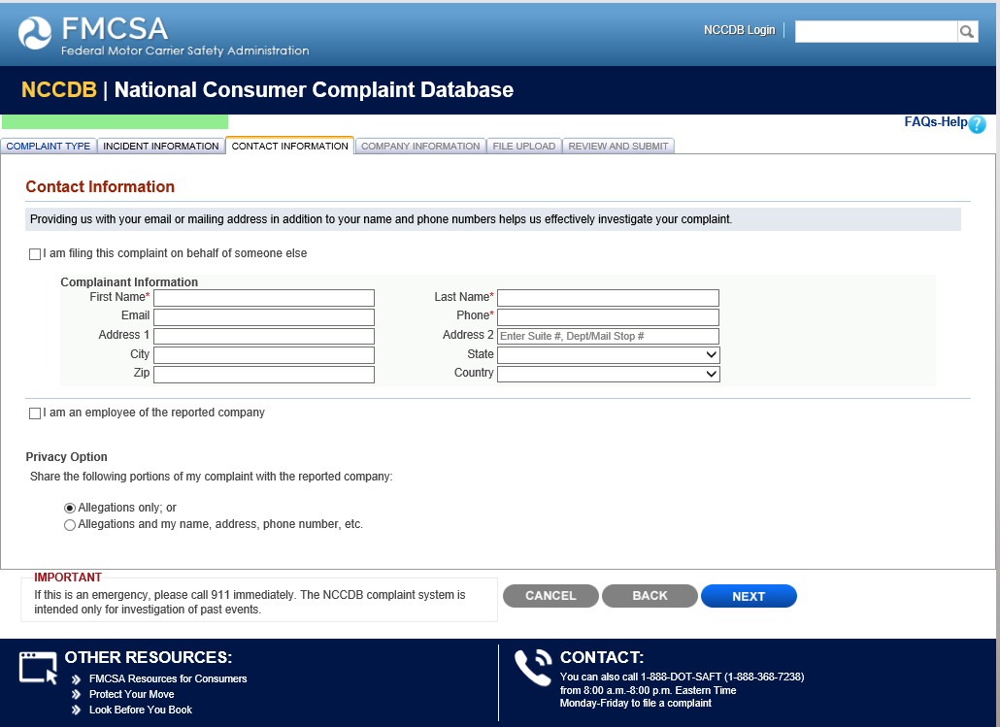 FMCSA
Federal Motor Carrier Safety Administration
NCCDB Login
NCCDB | National Consumer Complaint Database
FAQs-Help ?
COMPLAINT TYPE INCIDENT INFORMATION CONTACT INFORMATION COMPANY INFORMATION FILE UPLOAD REVIEW AND SUBMIT
Contact Information
Providing us with your email or mailing address in addition to your name and phone numbers helps us effectively investigate your complaint.
I am filing this complaint on behalf of someone else
Complainant Information
First Name* Last Name*
Email Phone*
Address 1 Address 2 Enter Suite #, Dept/Mail Stop #
City State
Zip Country
I am an employee of the reported company
Privacy Option
Share the following portions of my complaint with the reported company:
Allegations only; or
Allegations and my name, address, phone number, etc.
IMPORTANT
If this is an emergency, please call 911 immediately. The NCCDB complaint system is
intended only for investigation of past events.
CANCEL BACK NEXT
OTHER RESOURCES:
FMCSA Resources for Consumers
Protect Your Move
Look Before You Book
CONTACT:
You can also call 1-888-DOT-SAFT (1-888-368-7238)
from 8:00 a.m.-8:00 p.m. Eastern Time
Monday-Friday to file a complaint